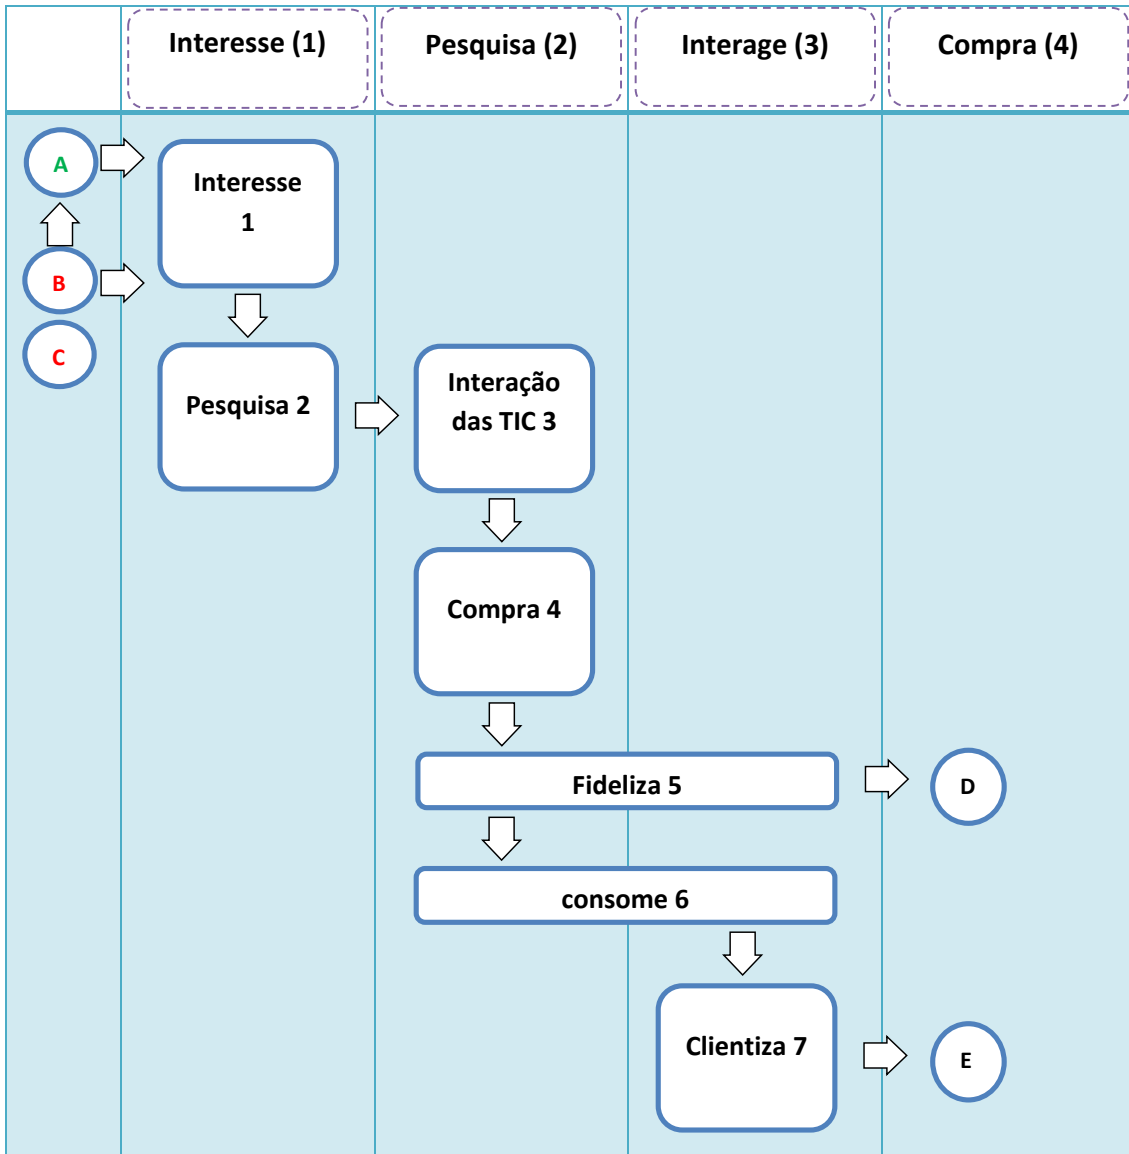 Interesse (1)
Pesquisa (2)
Interage (3)
Compra (4)
A
B
C
Interesse
1
Pesquisa 2
Interação
das TIC 3
Compra 4
Fideliza 5
D
consome 6
Clientiza 7
E